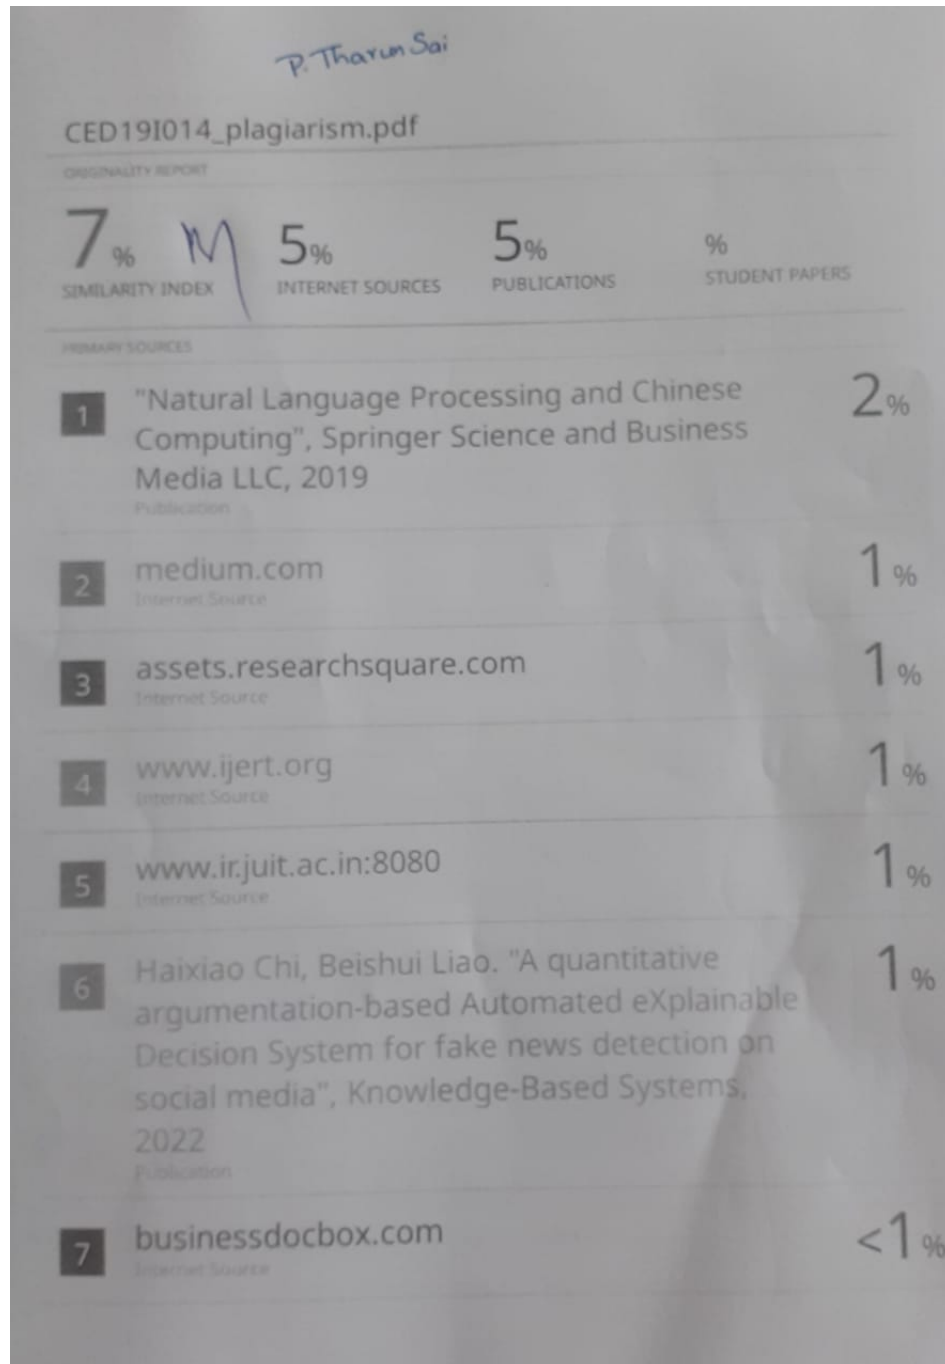 P. Tharun Sai
CED19I014_plagiarism.pdf
ORIGINALITY REPORT
7%
5%
5%
%
SIMILARITY INDEX
INTERNET SOURCES
PUBLICATIONS
STUDENT PAPERS
PRIMARY SOURCES
1
"Natural Language Processing and Chinese
Computing", Springer Science and Business
Media LLC, 2019
Publication
2%
2
medium.com
Internet Source
1%
3
assets.researchsquare.com
Internet Source
1%
4
www.ijert.org
Internet Source
1%
5
www.ir.juit.ac.in:8080
Internet Source
1%
6
Haixiao Chi, Beishui Liao. "A quantitative
argumentation-based Automated eXplainable
Decision System for fake news detection on
social media", Knowledge-Based Systems,
2022
Publication
1%
7
businessdocbox.com
Internet Source
<1%